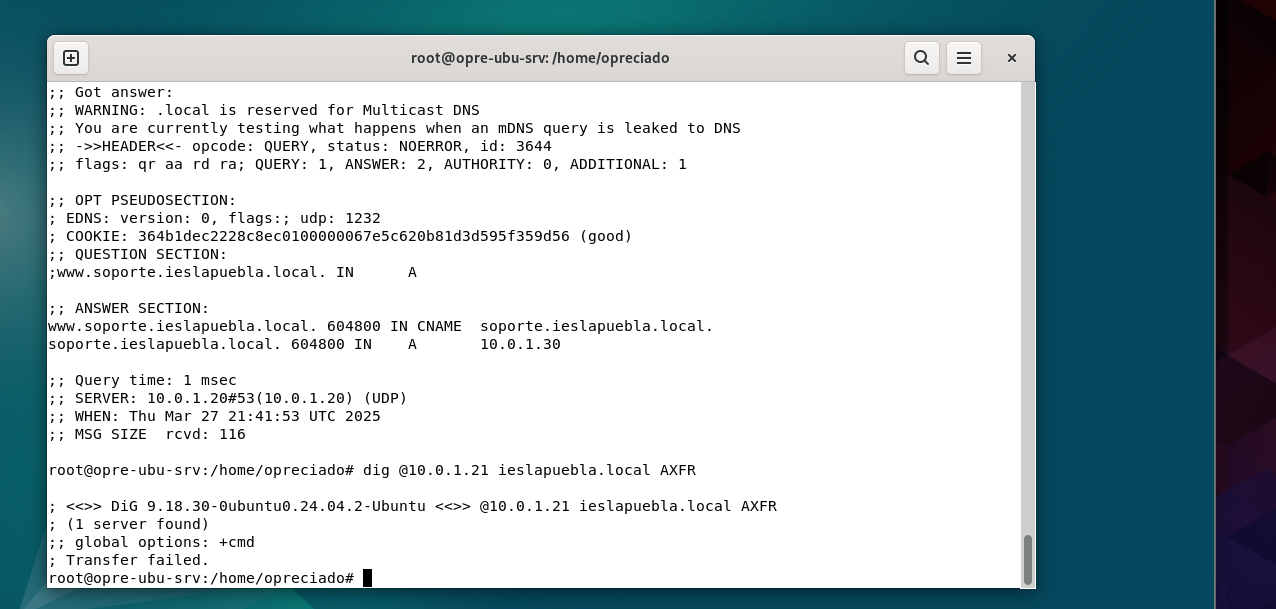 root@opre-ubu-srv: /home/opreciado
;; Got answer:
;; WARNING: .local is reserved for Multicast DNS
;; You are currently testing what happens when an mDNS query is leaked to DNS
;; ->>HEADER<<- opcode: QUERY, status: NOERROR, id: 3644
;; flags: qr aa rd ra; QUERY: 1, ANSWER: 2, AUTHORITY: 0, ADDITIONAL: 1
;; OPT PSEUDOSECTION:
; EDNS: version: 0, flags:; udp: 1232
; COOKIE: 364b1dec2228c8ec0100000067e5c620b81d3d595f359d56 (good)
;; QUESTION SECTION:
;www.soporte.ieslapuebla.local. IN      A
;; ANSWER SECTION:
www.soporte.ieslapuebla.local. 604800 IN CNAME  soporte.ieslapuebla.local.
soporte.ieslapuebla.local. 604800 IN    A       10.0.1.30
;; Query time: 1 msec
;; SERVER: 10.0.1.20#53(10.0.1.20) (UDP)
;; WHEN: Thu Mar 27 21:41:53 UTC 2025
;; MSG SIZE  rcvd: 116
root@opre-ubu-srv:/home/opreciado# dig @10.0.1.21 ieslapuebla.local AXFR
; <<>> DiG 9.18.30-0ubuntu0.24.04.2-Ubuntu <<>> @10.0.1.21 ieslapuebla.local AXFR
; (1 server found)
;; global options: +cmd
; Transfer failed.
root@opre-ubu-srv:/home/opreciado#